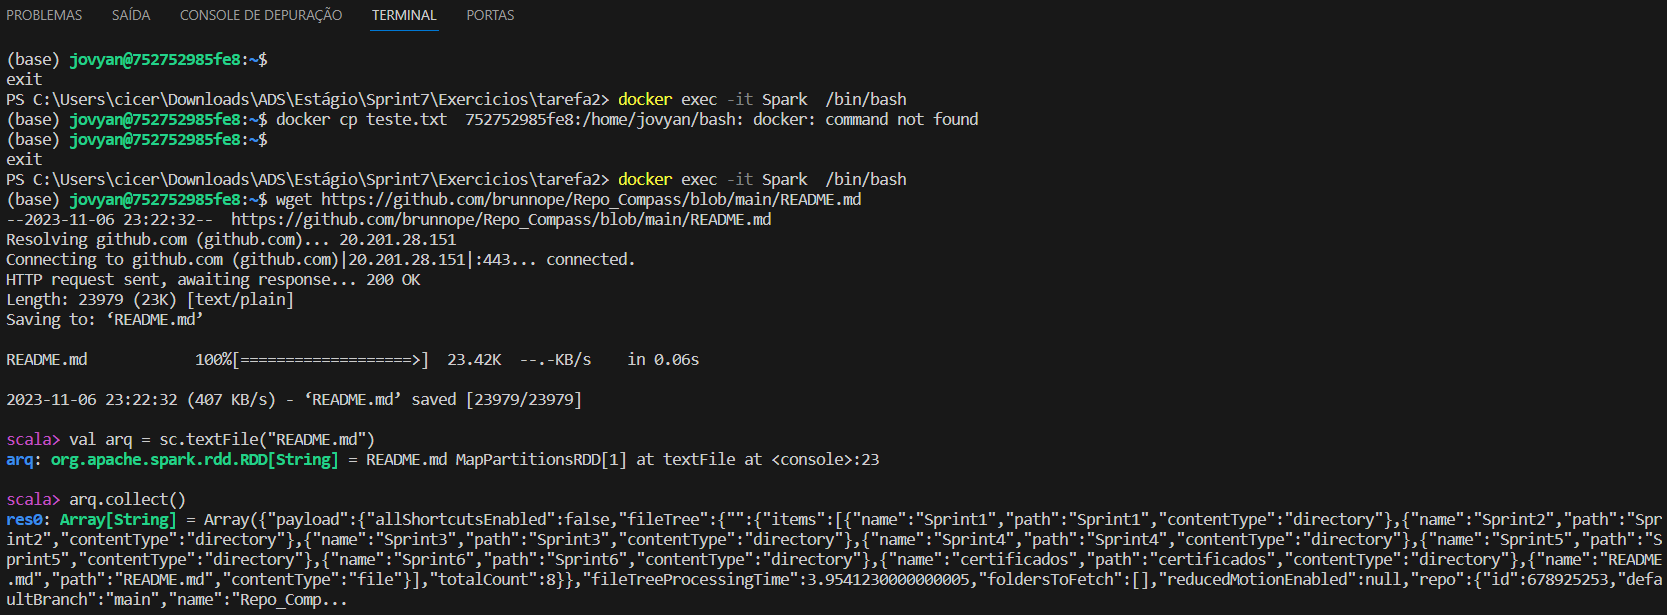 PROBLEMAS SAÍDA CONSOLE DE DEPURAÇÃO TERMINAL PORTAS
(base) jovyan@752752985fe8:~$
exit
PS C:\Users\cicer\Downloads\ADS\Estágio\Sprint7\Exercicios\tarefa2> docker exec -it Spark  /bin/bash
(base) jovyan@752752985fe8:~$ docker cp teste.txt  752752985fe8:/home/jovyan/bash: docker: command not found
(base) jovyan@752752985fe8:~$
exit
PS C:\Users\cicer\Downloads\ADS\Estágio\Sprint7\Exercicios\tarefa2> docker exec -it Spark  /bin/bash
(base) jovyan@752752985fe8:~$ wget https://github.com/brunnope/Repo_Compass/blob/main/README.md
--2023-11-06 23:22:32--  https://github.com/brunnope/Repo_Compass/blob/main/README.md
Resolving github.com (github.com)... 20.201.28.151
Connecting to github.com (github.com)|20.201.28.151|:443... connected.
HTTP request sent, awaiting response... 200 OK
Length: 23979 (23K) [text/plain]
Saving to: ‘README.md’
README.md            100%[===================>]  23.42K  --.-KB/s    in 0.06s
2023-11-06 23:22:32 (407 KB/s) - ‘README.md’ saved [23979/23979]
scala> val arq = sc.textFile("README.md")
arq: org.apache.spark.rdd.RDD[String] = README.md MapPartitionsRDD[1] at textFile at <console>:23
scala> arq.collect()
res0: Array[String] = Array({"payload":{"allShortcutsEnabled":false,"fileTree":{"":{"items":[{"name":"Sprint1","path":"Sprint1","contentType":"directory"},{"name":"Sprint2","path":"Spr
int2","contentType":"directory"},{"name":"Sprint3","path":"Sprint3","contentType":"directory"},{"name":"Sprint4","path":"Sprint4","contentType":"directory"},{"name":"Sprint5","path":"S
print5","contentType":"directory"},{"name":"Sprint6","path":"Sprint6","contentType":"directory"},{"name":"certificados","path":"certificados","contentType":"directory"},{"name":"README
.md","path":"README.md","contentType":"file"}],"totalCount":8}},"fileTreeProcessingTime":3.9541230000000005,"foldersToFetch":[],"reducedMotionEnabled":null,"repo":{"id":678925253,"defa
ultBranch":"main","name":"Repo_Comp...